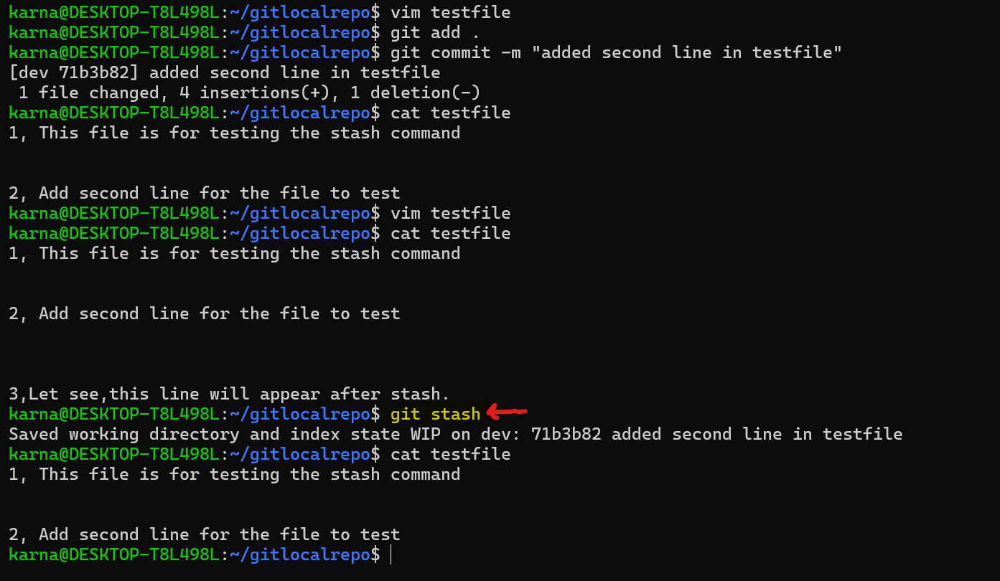 karna@DESKTOP-T8L498L:~/gitlocalrepo$ vim testfile
karna@DESKTOP-T8L498L:~/gitlocalrepo$ git add .
karna@DESKTOP-T8L498L:~/gitlocalrepo$ git commit -m "added second line in testfile"
[dev 71b3b82] added second line in testfile
 1 file changed, 4 insertions(+), 1 deletion(-)
karna@DESKTOP-T8L498L:~/gitlocalrepo$ cat testfile
1, This file is for testing the stash command
2, Add second line for the file to test
karna@DESKTOP-T8L498L:~/gitlocalrepo$ vim testfile
karna@DESKTOP-T8L498L:~/gitlocalrepo$ cat testfile
1, This file is for testing the stash command
2, Add second line for the file to test
3,Let see,this line will appear after stash.
karna@DESKTOP-T8L498L:~/gitlocalrepo$ git stash
Saved working directory and index state WIP on dev: 71b3b82 added second line in testfile
karna@DESKTOP-T8L498L:~/gitlocalrepo$ cat testfile
1, This file is for testing the stash command
2, Add second line for the file to test
karna@DESKTOP-T8L498L:~/gitlocalrepo$